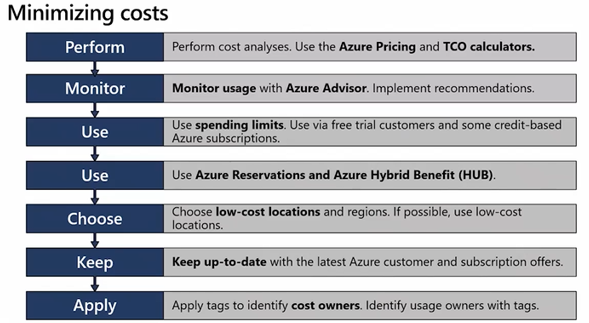 Minimizing costs
Perform
Perform cost analyses. Use the Azure Pricing and TCO calculators.
Monitor
Monitor usage with Azure Advisor. Implement recommendations.
Use
Use spending limits. Use via free trial customers and some credit-based
Azure subscriptions.
Use
Use Azure Reservations and Azure Hybrid Benefit (HUB).
Choose
Choose low-cost locations and regions. If possible, use low-cost
locations.
Keep
Keep up-to-date with the latest Azure customer and subscription offers.
Apply
Apply tags to identify cost owners. Identify usage owners with tags.